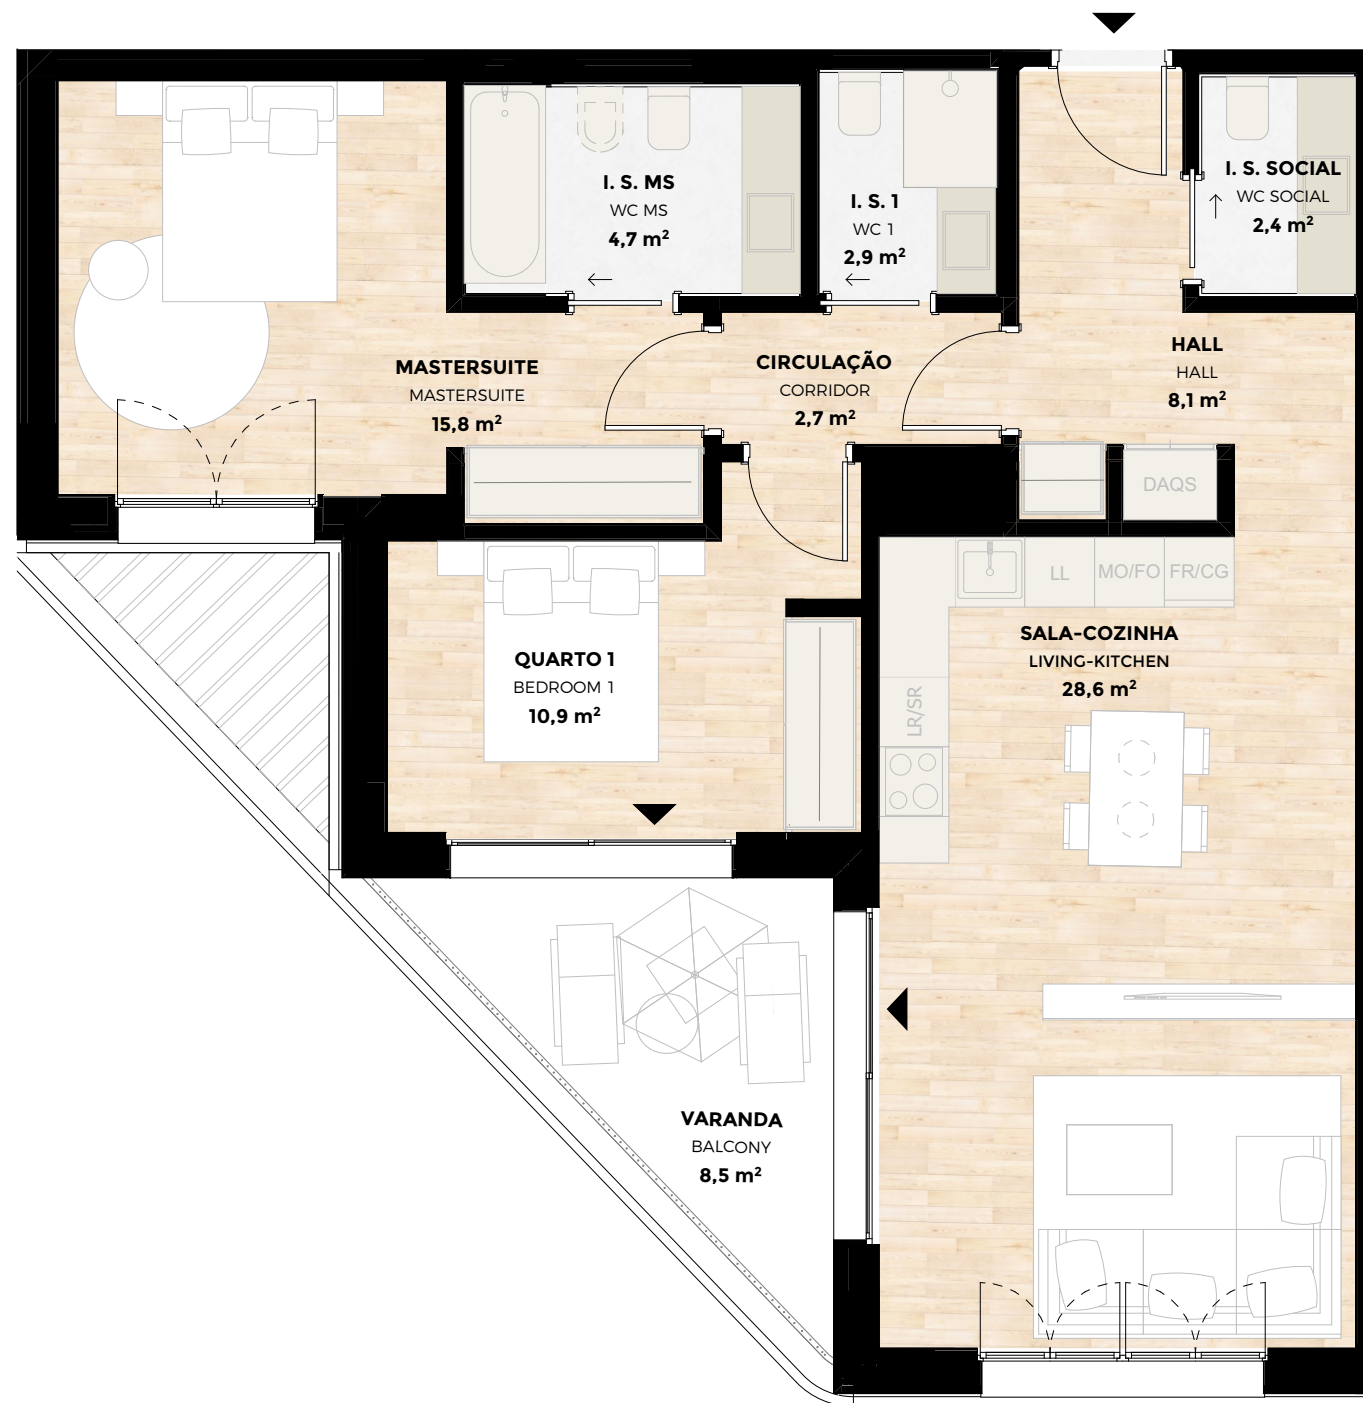 I. S. MS
WC MS
4,7 m²
I. S. 1
WC 1
2,9 m²
I. S. SOCIAL
WC SOCIAL
2,4 m²
MASTERSUITE
MASTERSUITE
15,8 m²
CIRCULAÇÃO
CORRIDOR
2,7 m²
HALL
HALL
8,1 m²
DAQS
LL
MO/FO
FR/CG
SALA-COZINHA
LIVING-KITCHEN
28,6 m²
QUARTO 1
BEDROOM 1
10,9 m²
LR/SR
VARANDA
BALCONY
8,5 m²